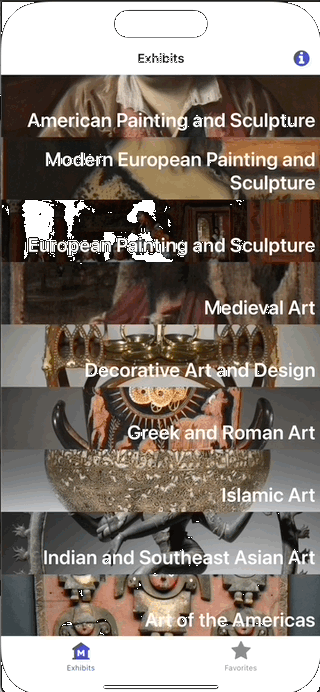 Exhibits
American Painting and Sculpture
Modern European Painting and
Sculpture
European Painting and Sculpture
Medieval Art
Decorative Art and Design
Greek and Roman Art
Islamic Art
Indian and Southeast Asian Art
Art of the Americas
Exhibits
Favorites